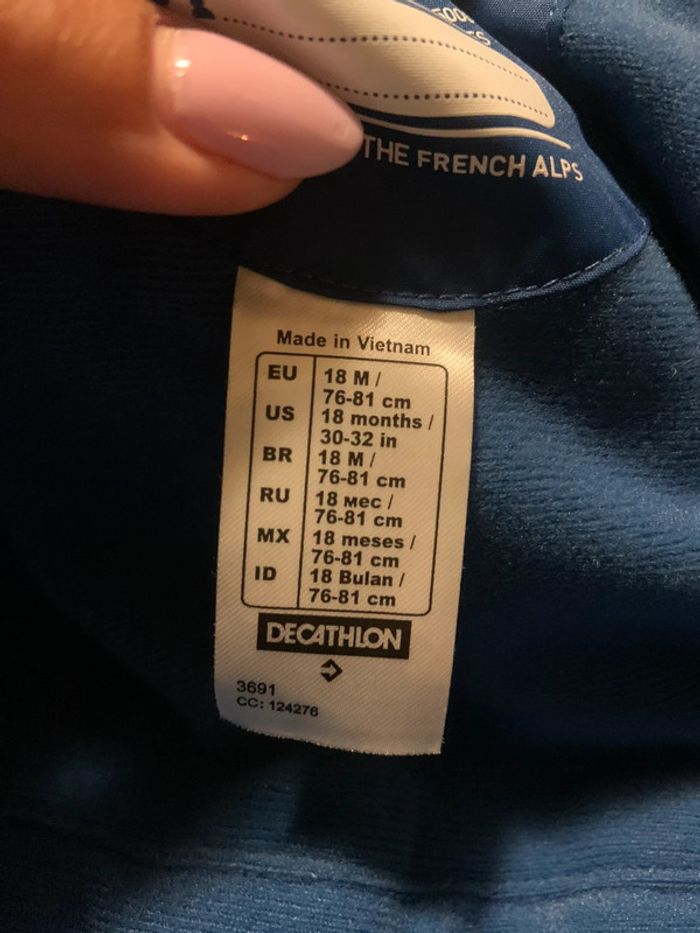 THE FRENCH ALPS
Made in Vietnam
EU 18 M /
76-81 cm
US 18 months /
30-32 in
BR 18 M /
76-81 cm
RU 18 мес /
76-81 cm
MX 18 meses /
76-81 cm
ID 18 Bulan /
76-81 cm
DECATHLON
3691
CC: 124276